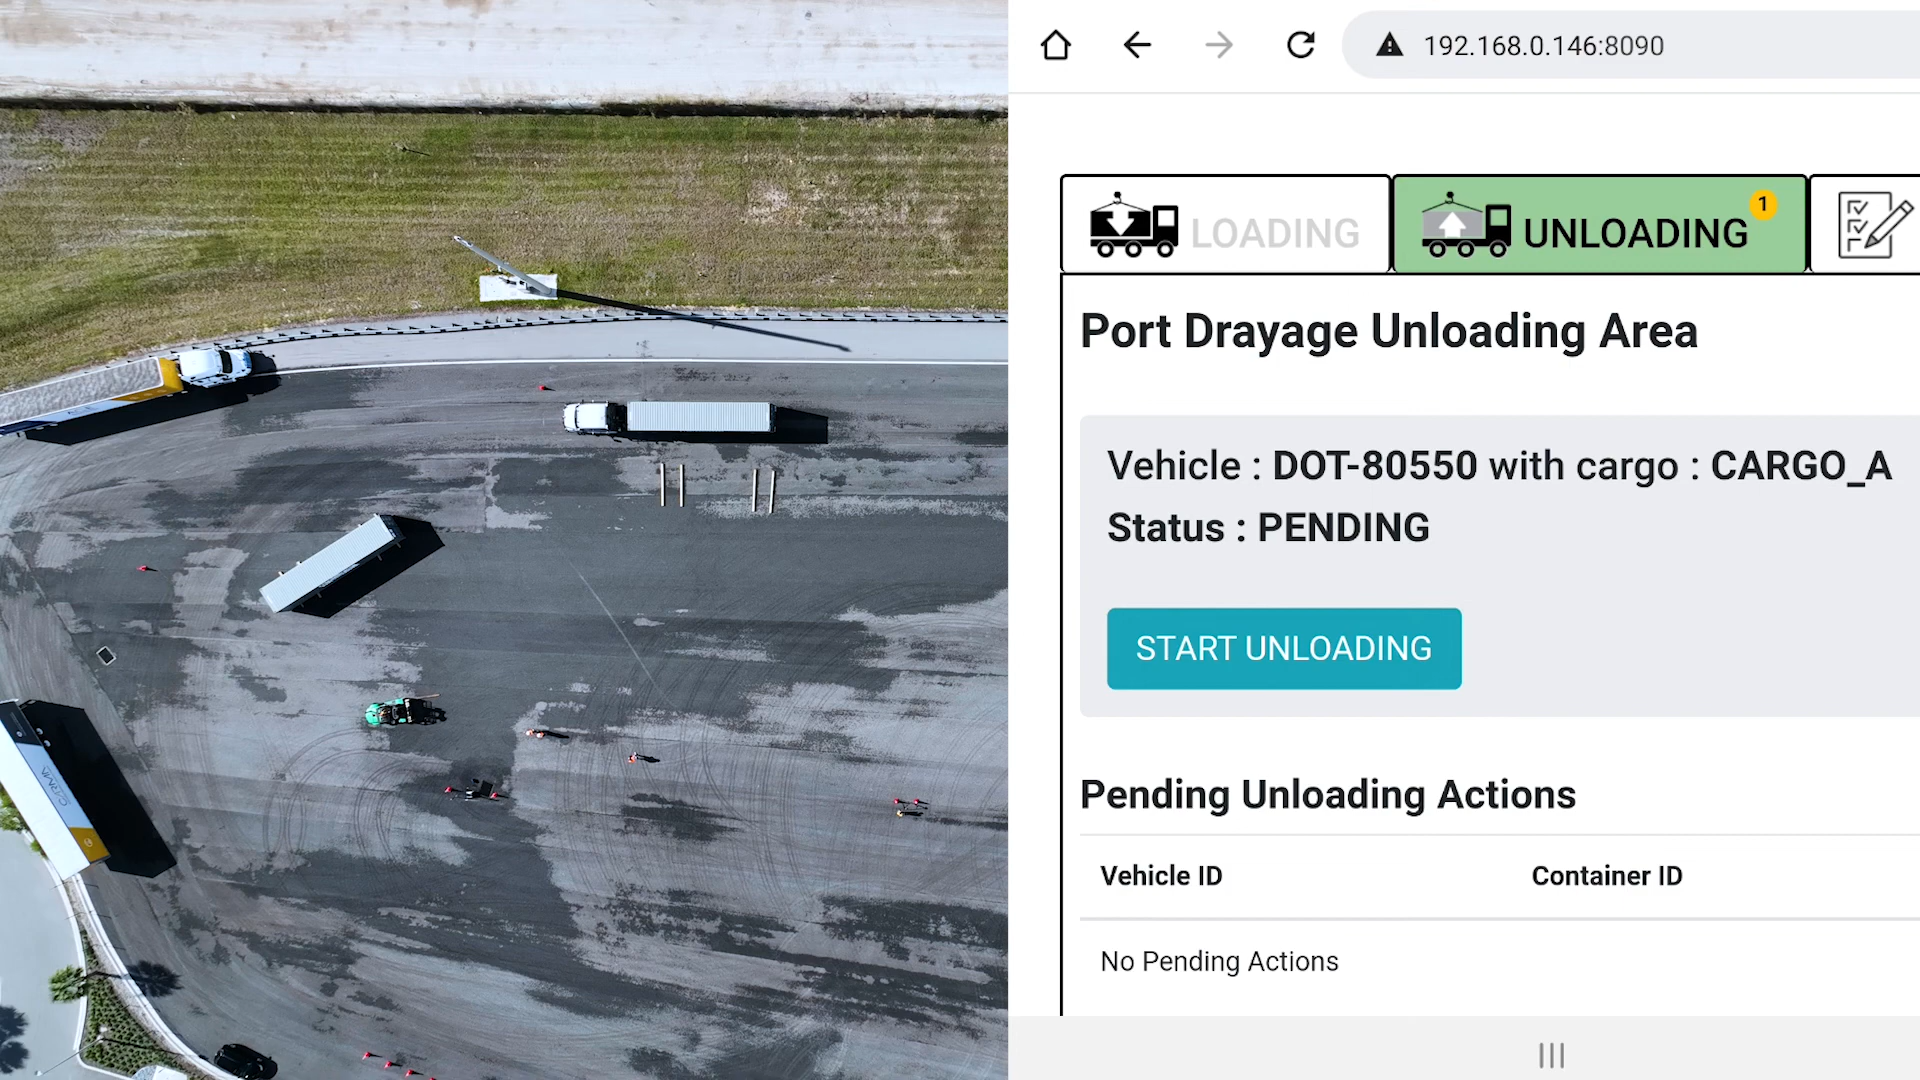 192.168.0.146:8090
LOADING
UNLOADING
1
Port Drayage Unloading Area
Vehicle : DOT-80550 with cargo : CARGO_A
Status : PENDING
START UNLOADING
Pending Unloading Actions
Vehicle ID Container ID
No Pending Actions
CARMA